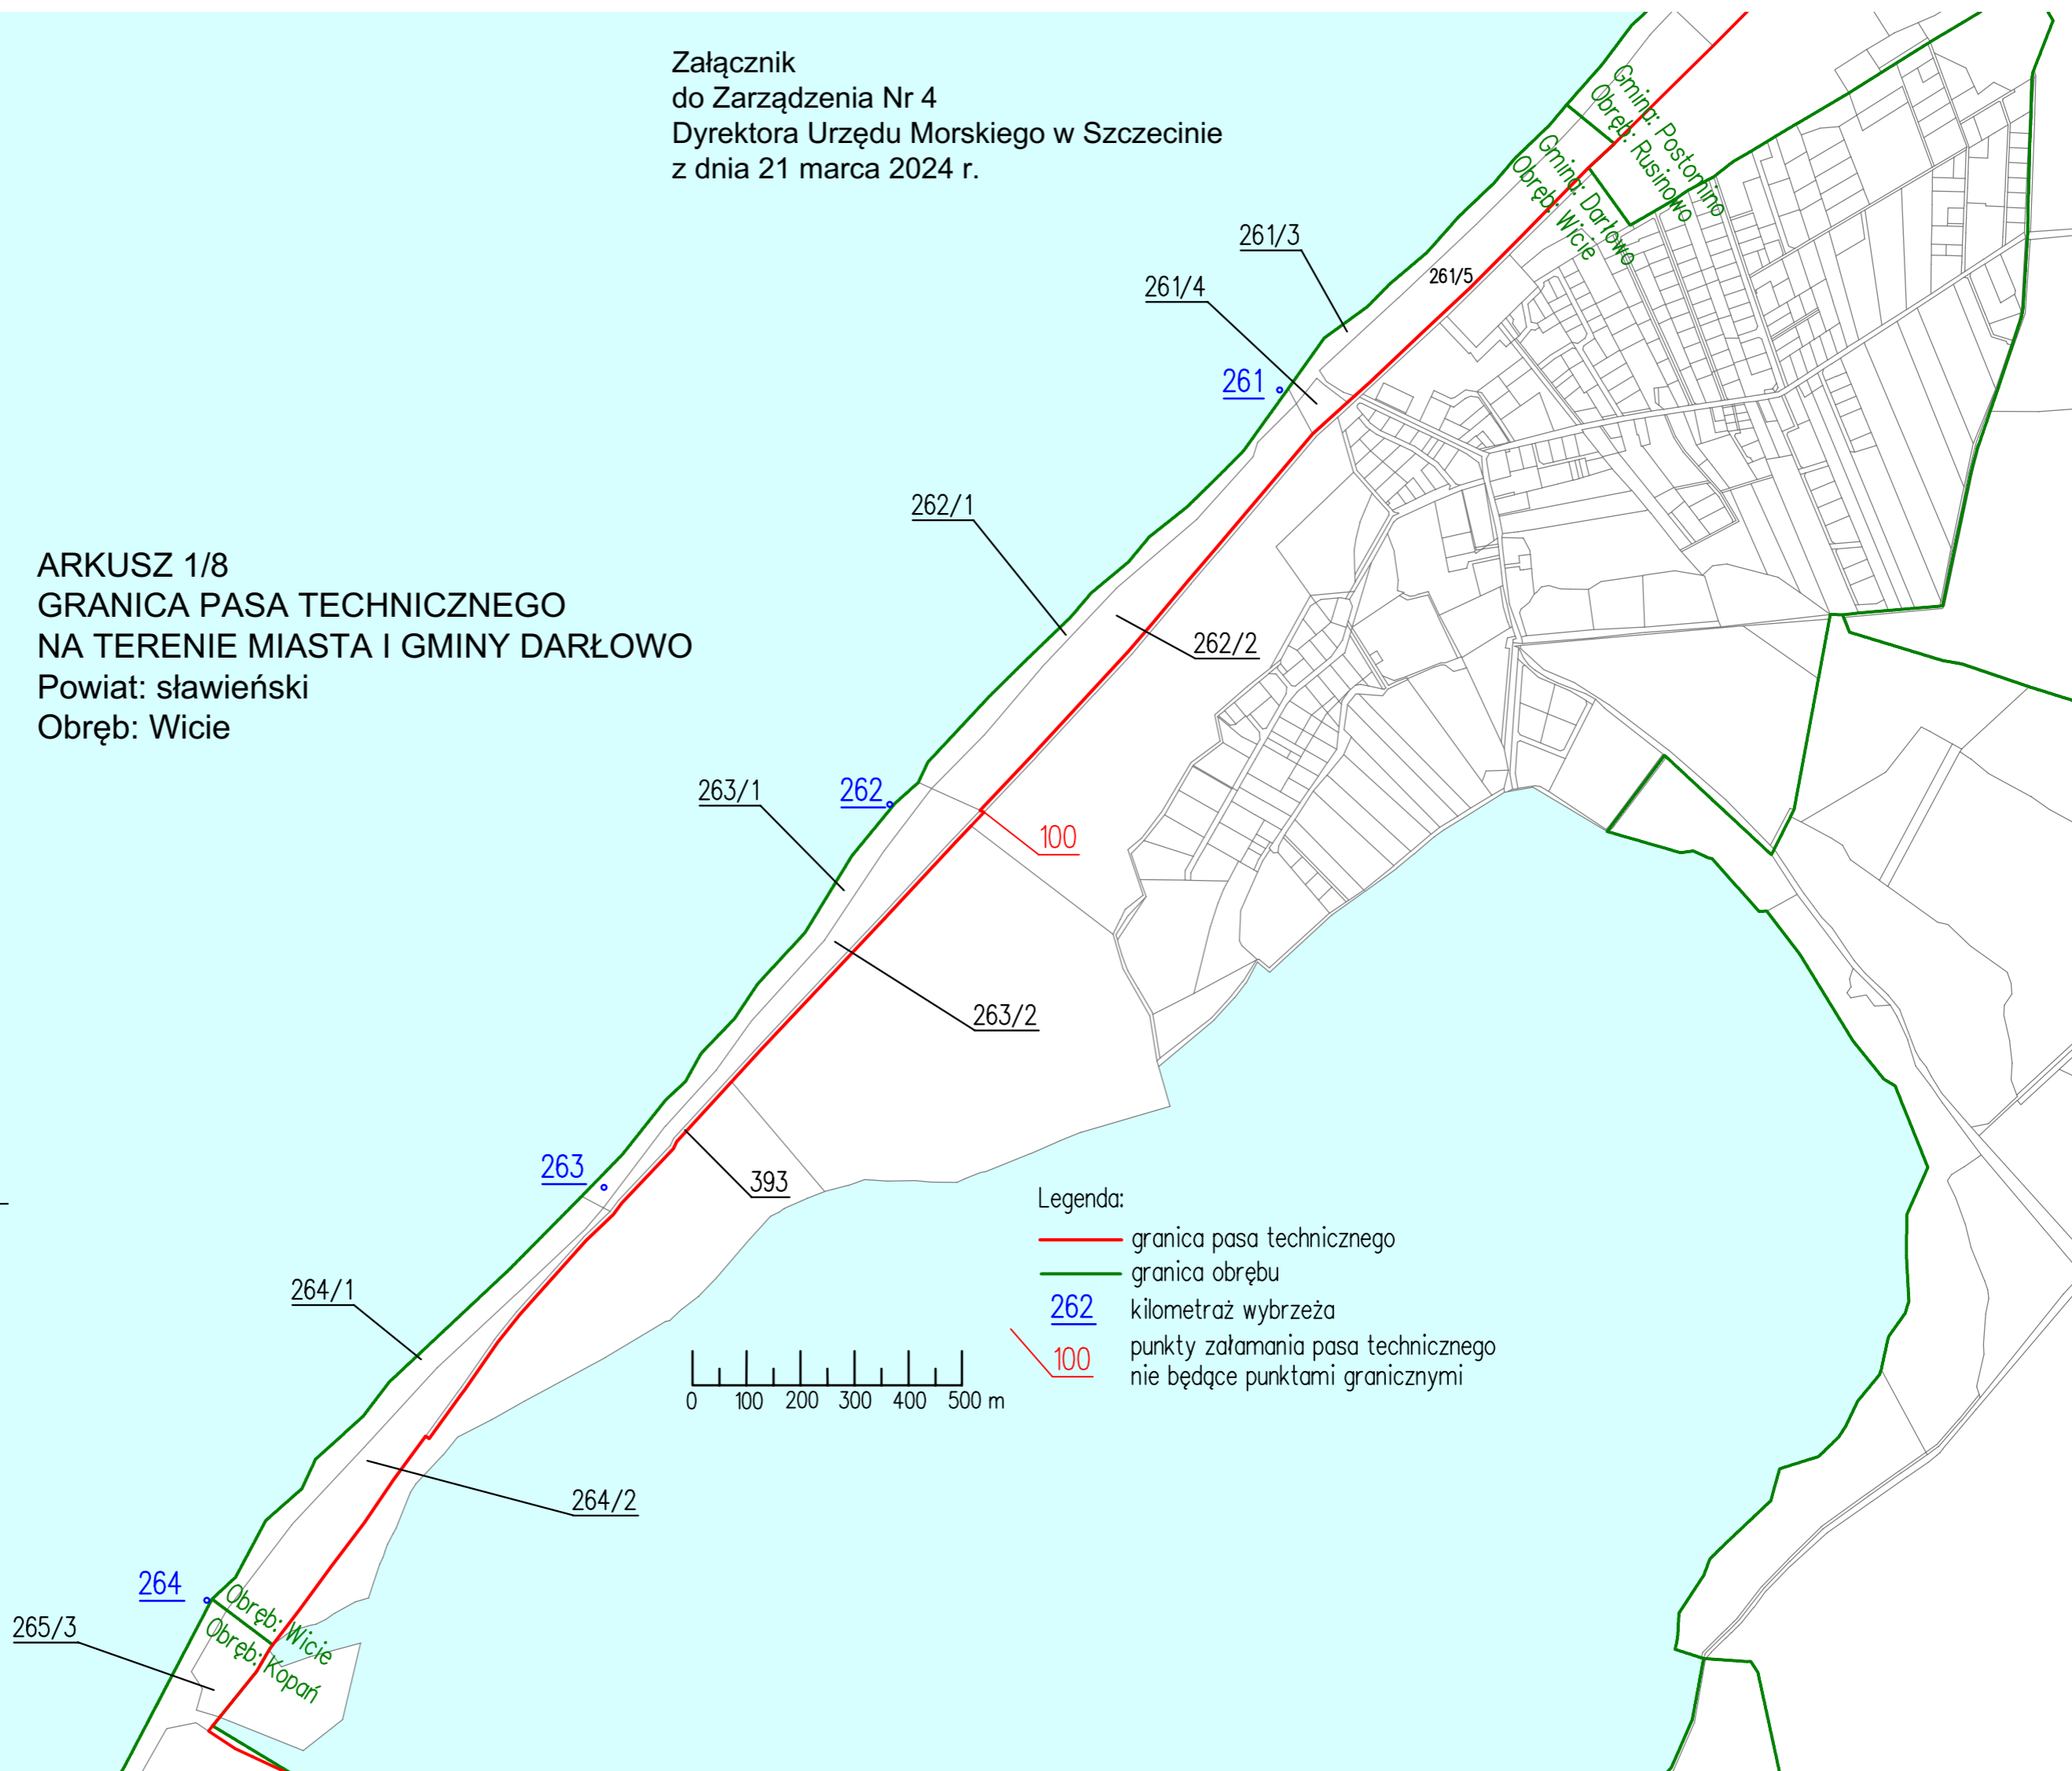 Załącznik
do Zarządzenia Nr 4
Dyrektora Urzędu Morskiego w Szczecinie
z dnia 21 marca 2024 r.
Gmina: Postomino
Obręb: Rusinowo
Gmina: Darłowo
Obręb: Wicie
261/3
261/5
261/4
261
262/1
ARKUSZ 1/8
GRANICA PASA TECHNICZNEGO
NA TERENIE MIASTA I GMINY DARŁOWO
Powiat: sławieński
Obręb: Wicie
262/2
263/1
262
100
263/2
263
393
Legenda:
granica pasa technicznego
granica obrębu
262 kilometraż wybrzeża
100 punkty załamania pasa technicznego
nie będące punktami granicznymi
264/1
0 100 200 300 400 500 m
264/2
264
Obręb: Wicie
Obręb: Kopań
265/3